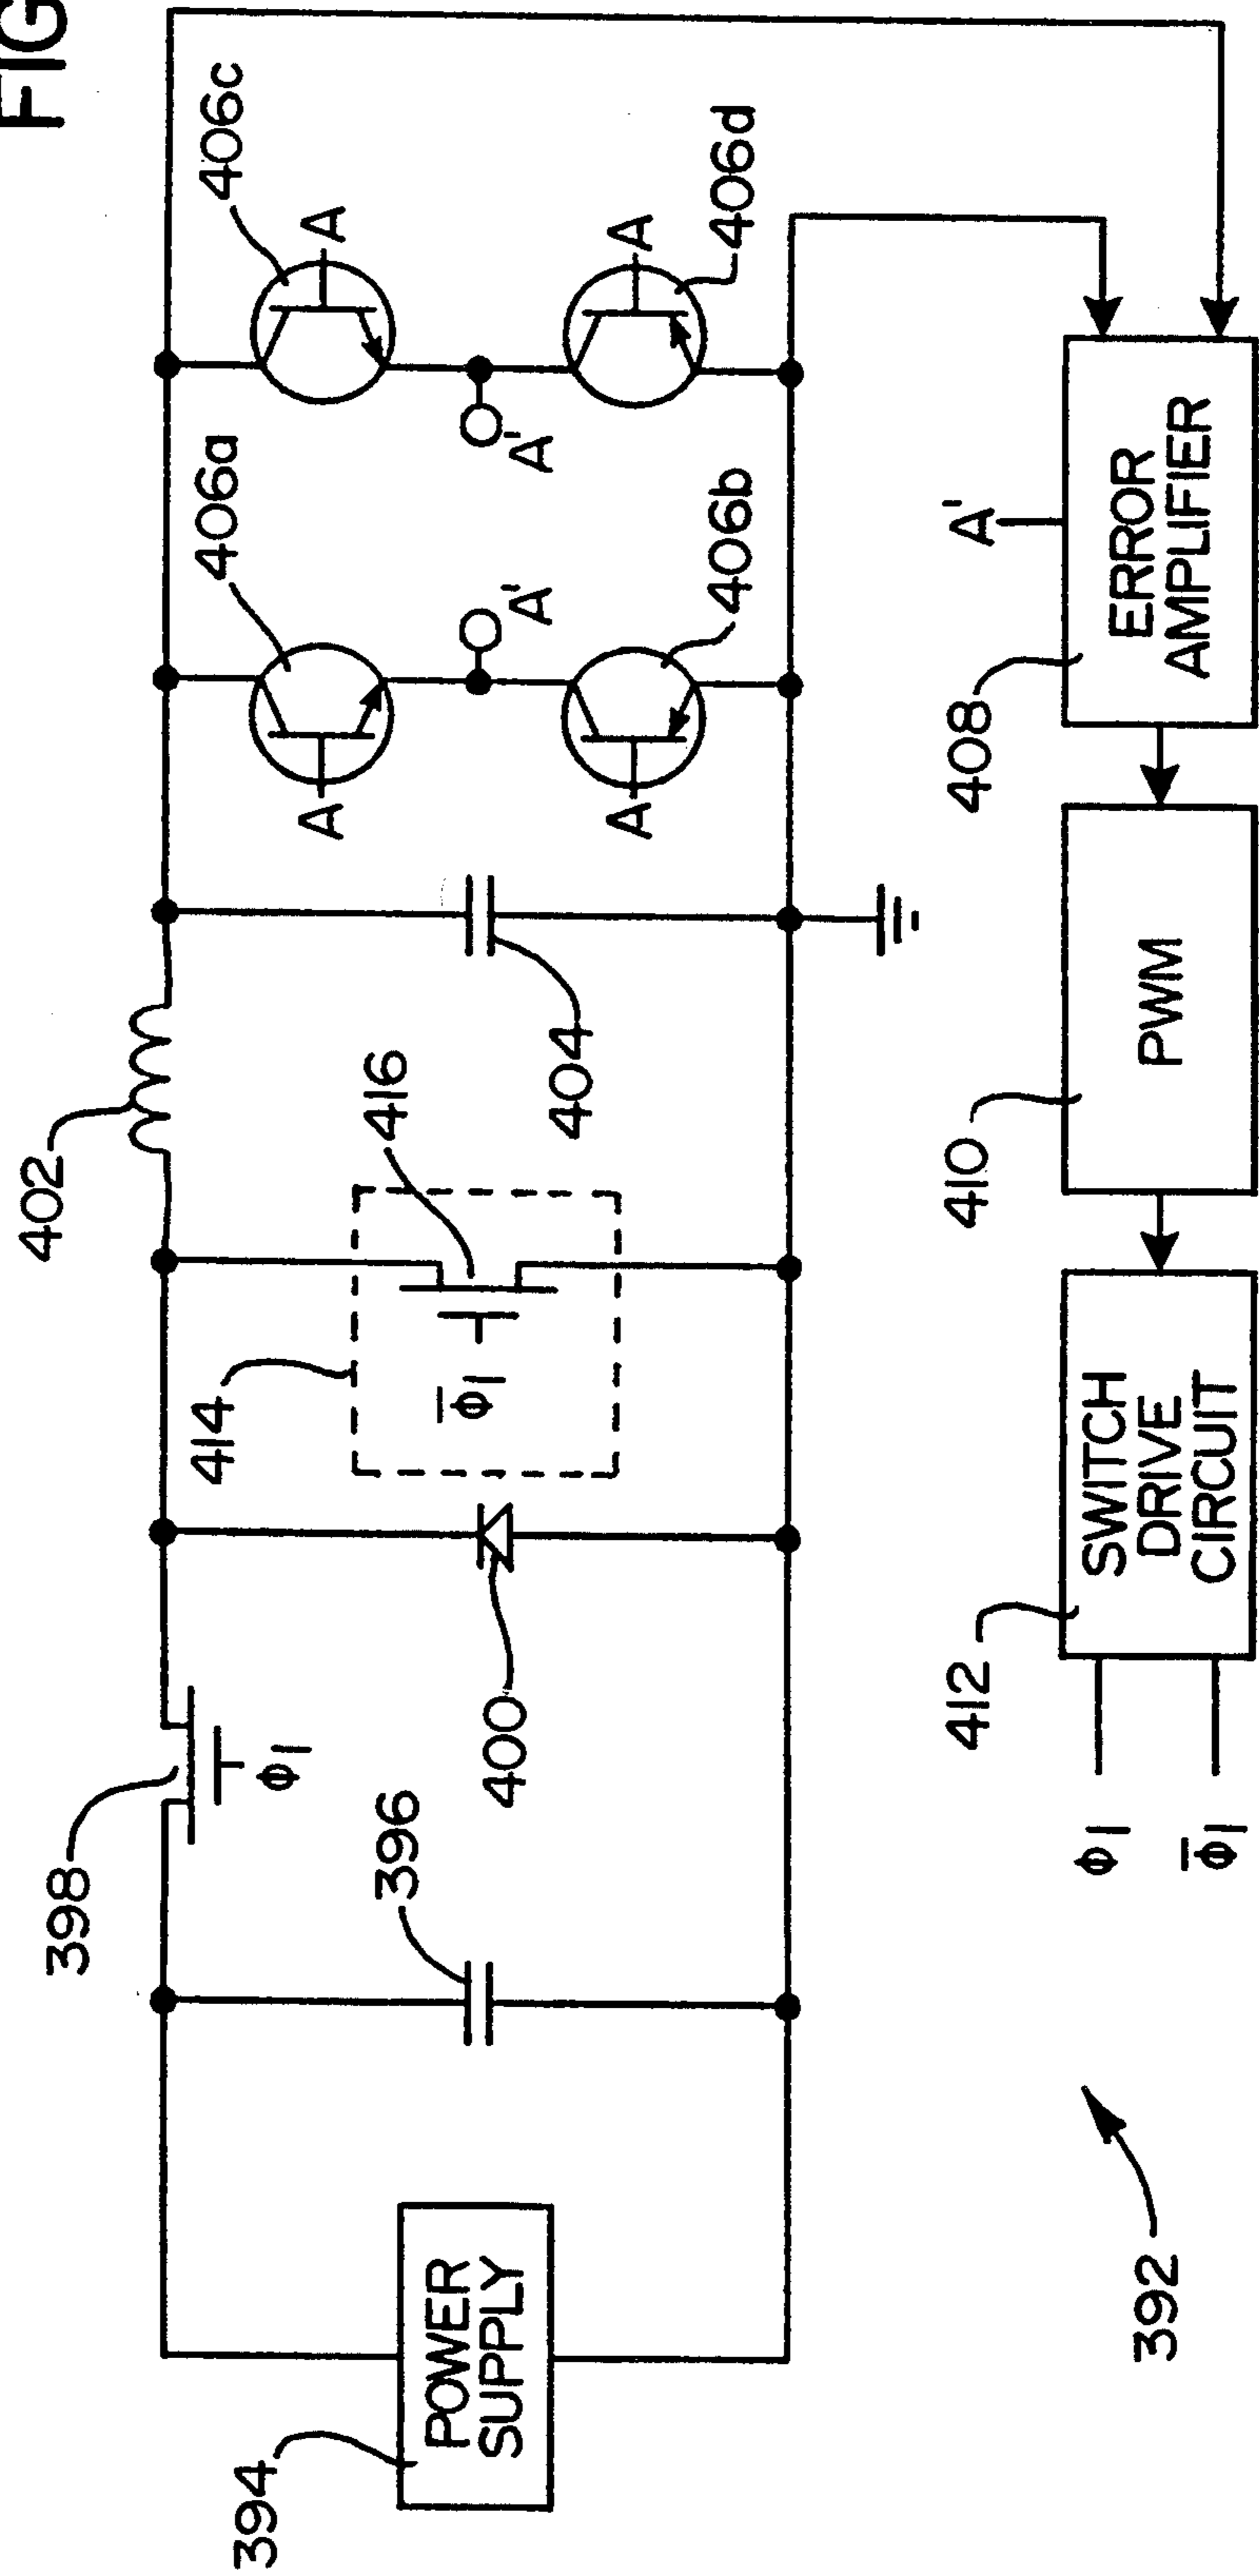 FIG
394
POWER
SUPPLY
396
398
ϕ1
400
414
416
ϕ̅1
402
404
406a
406b
406c
406d
A
A
A
A
A'
A'
A'
408
ERROR
AMPLIFIER
410
PWM
412
SWITCH
DRIVE
CIRCUIT
ϕ1
ϕ̅1
392